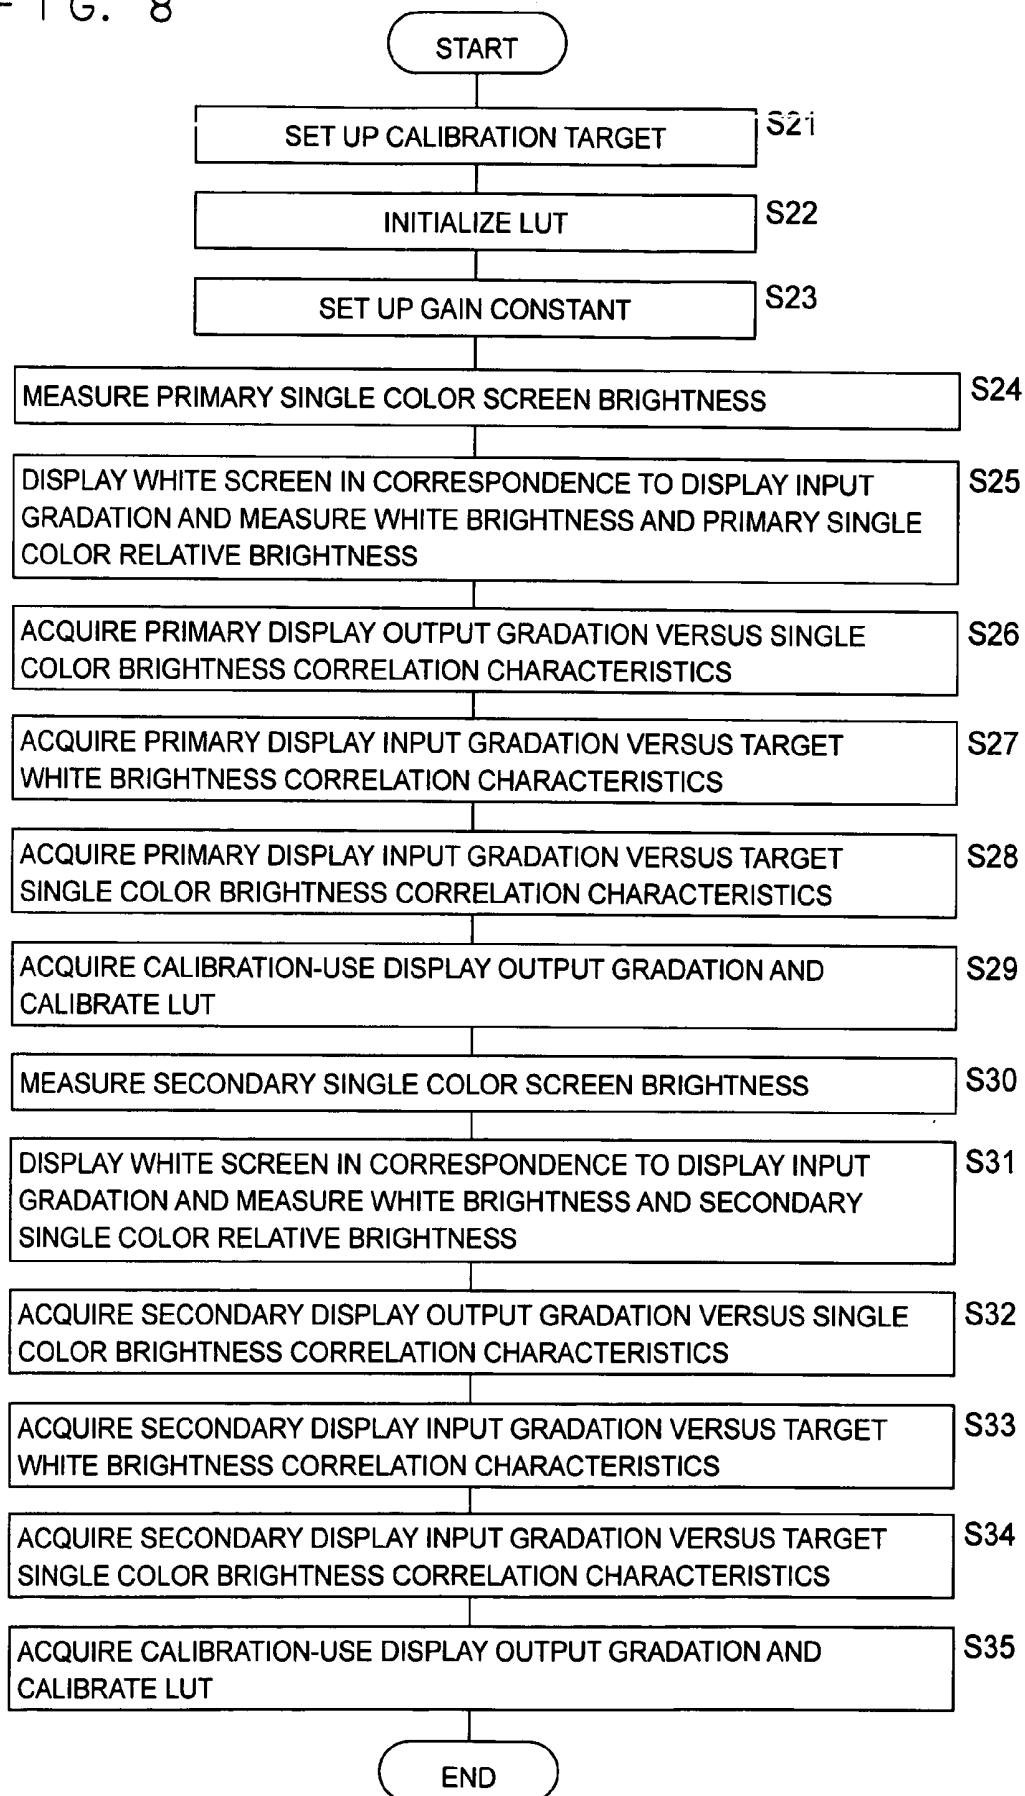 FIG. 8
START
SET UP CALIBRATION TARGET
S21
INITIALIZE LUT
S22
SET UP GAIN CONSTANT
S23
MEASURE PRIMARY SINGLE COLOR SCREEN BRIGHTNESS
S24
DISPLAY WHITE SCREEN IN CORRESPONDENCE TO DISPLAY INPUT
GRADATION AND MEASURE WHITE BRIGHTNESS AND PRIMARY SINGLE
COLOR RELATIVE BRIGHTNESS
S25
ACQUIRE PRIMARY DISPLAY OUTPUT GRADATION VERSUS SINGLE
COLOR BRIGHTNESS CORRELATION CHARACTERISTICS
S26
ACQUIRE PRIMARY DISPLAY INPUT GRADATION VERSUS TARGET
WHITE BRIGHTNESS CORRELATION CHARACTERISTICS
S27
ACQUIRE PRIMARY DISPLAY INPUT GRADATION VERSUS TARGET
SINGLE COLOR BRIGHTNESS CORRELATION CHARACTERISTICS
S28
ACQUIRE CALIBRATION-USE DISPLAY OUTPUT GRADATION AND
CALIBRATE LUT
S29
MEASURE SECONDARY SINGLE COLOR SCREEN BRIGHTNESS
S30
DISPLAY WHITE SCREEN IN CORRESPONDENCE TO DISPLAY INPUT
GRADATION AND MEASURE WHITE BRIGHTNESS AND SECONDARY
SINGLE COLOR RELATIVE BRIGHTNESS
S31
ACQUIRE SECONDARY DISPLAY OUTPUT GRADATION VERSUS SINGLE
COLOR BRIGHTNESS CORRELATION CHARACTERISTICS
S32
ACQUIRE SECONDARY DISPLAY INPUT GRADATION VERSUS TARGET
WHITE BRIGHTNESS CORRELATION CHARACTERISTICS
S33
ACQUIRE SECONDARY DISPLAY INPUT GRADATION VERSUS TARGET
SINGLE COLOR BRIGHTNESS CORRELATION CHARACTERISTICS
S34
ACQUIRE CALIBRATION-USE DISPLAY OUTPUT GRADATION AND
CALIBRATE LUT
S35
END